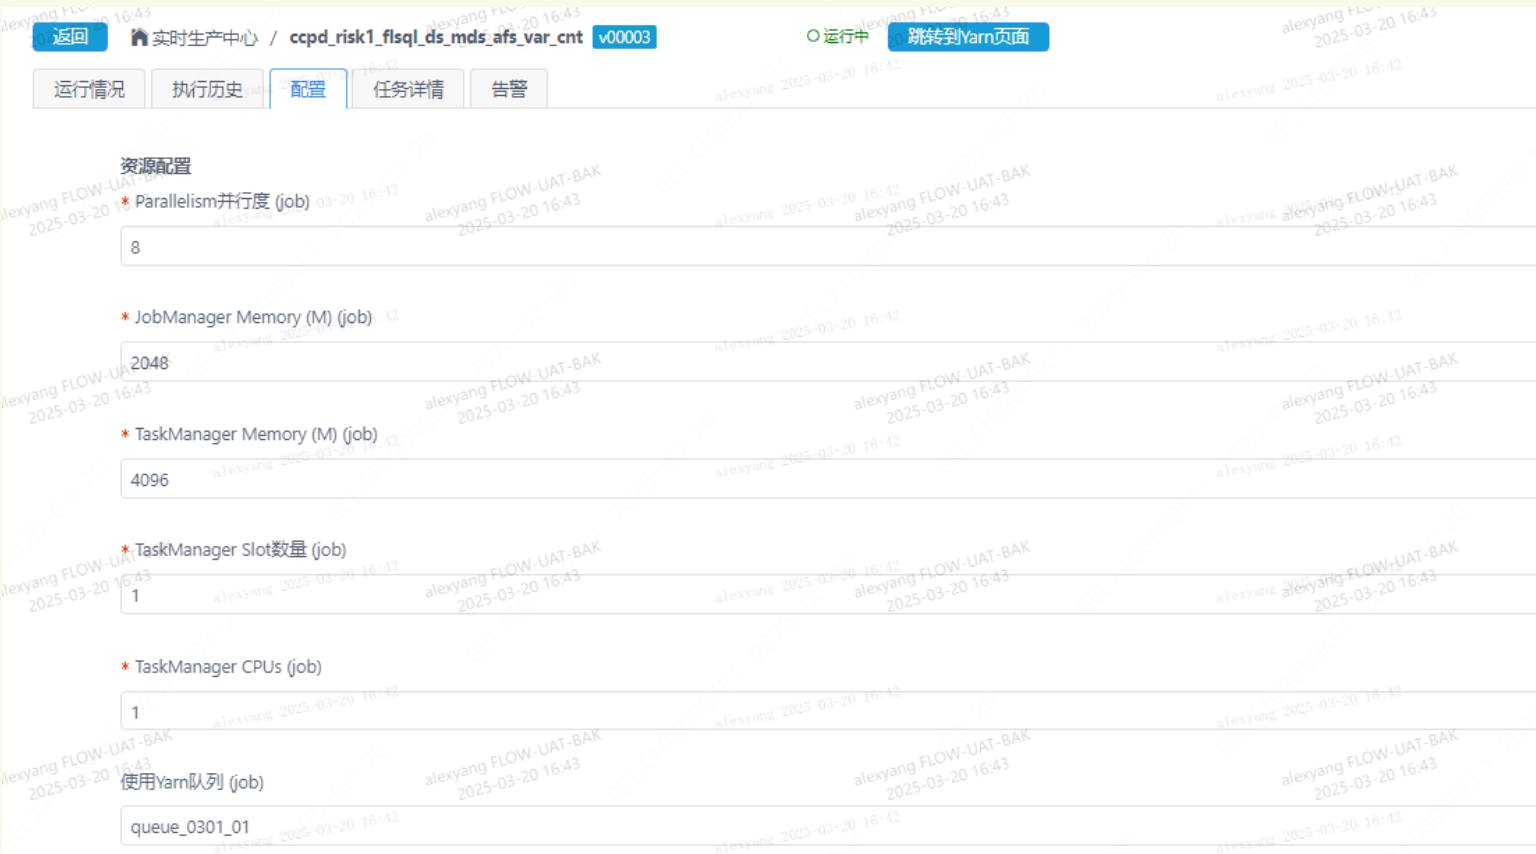 返回 实时生产中心 / ccpd_risk1_flsql_ds_mds_afs_var_cnt v00003 运行中 跳转到Yarn页面
运行情况 执行历史 配置 任务详情 告警
资源配置
* Parallelism并行度 (job)
8
* JobManager Memory (M) (job)
2048
* TaskManager Memory (M) (job)
4096
* TaskManager Slot数量 (job)
1
* TaskManager CPUs (job)
1
使用Yarn队列 (job)
queue_0301_01
alexyang FLOW-UAT-BAK
2025-03-20 16:43
alexyang 2025-03-20 16:42